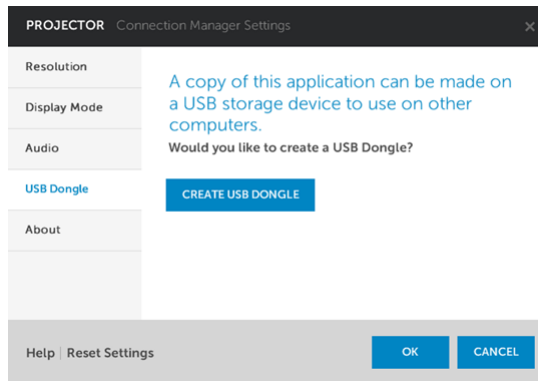 PROJECTOR Connection Manager Settings
Resolution
Display Mode
Audio
USB Dongle
About
A copy of this application can be made on
a USB storage device to use on other
computers.
Would you like to create a USB Dongle?
CREATE USB DONGLE
Help | Reset Settings
OK
CANCEL